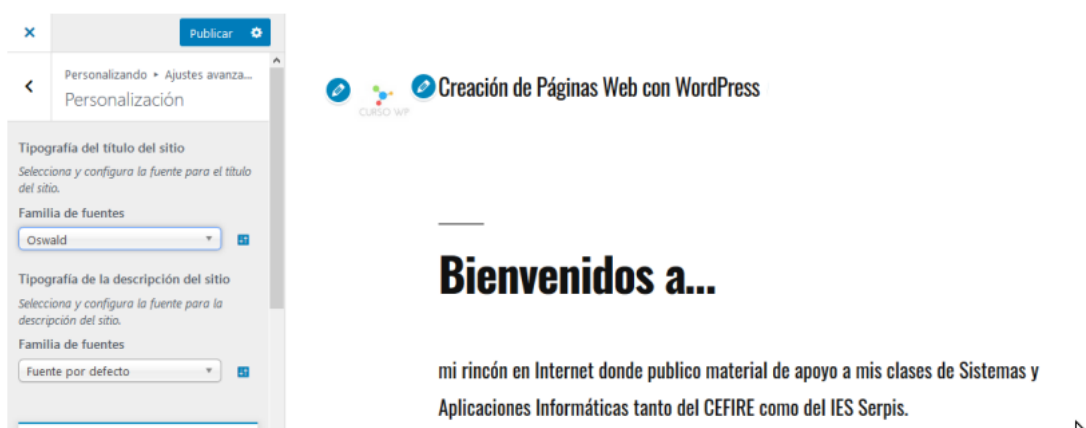 Publicar
Personalizando ▸ Ajustes avanza...
Personalización
Tipografía del título del sitio
Selecciona y configura la fuente para el título
del sitio.
Familia de fuentes
Oswald
Tipografía de la descripción del sitio
Selecciona y configura la fuente para la
descripción del sitio.
Familia de fuentes
Fuente por defecto
CURSO WP
Creación de Páginas Web con WordPress
Bienvenidos a...
mi rincón en Internet donde publico material de apoyo a mis clases de Sistemas y
Aplicaciones Informáticas tanto del CEFIRE como del IES Serpis.